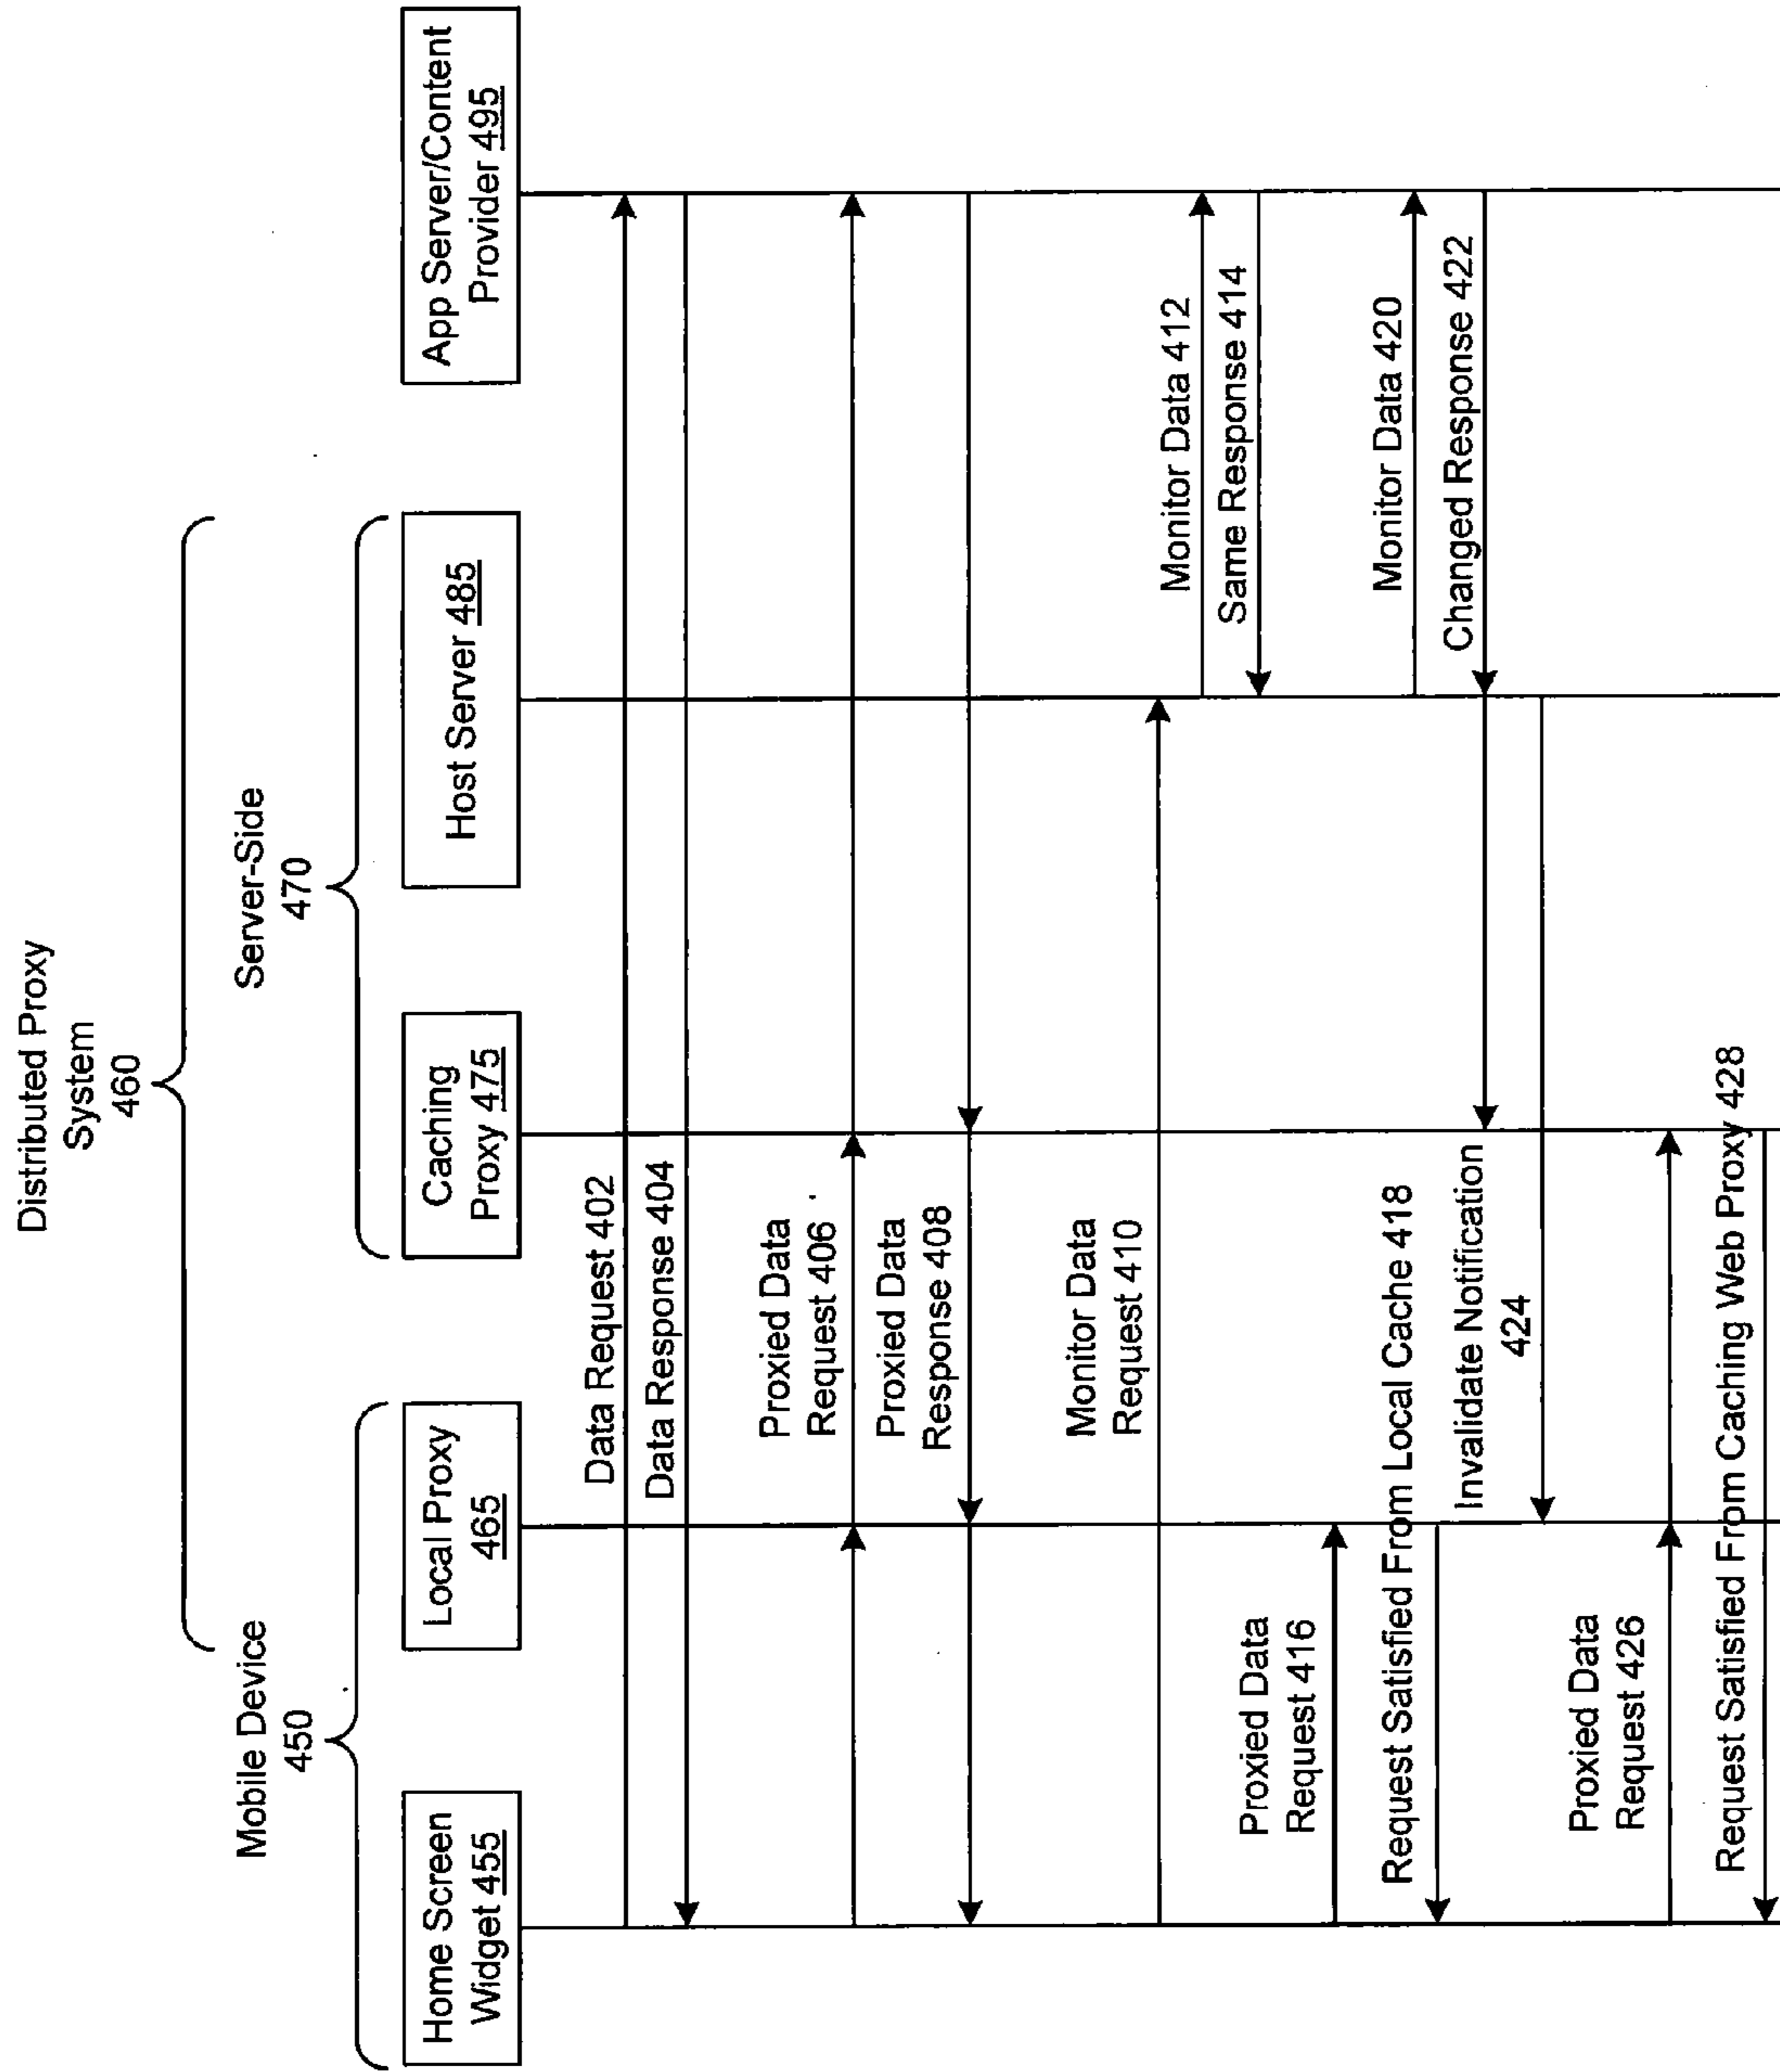 Distributed Proxy
System
460
Mobile Device
450
Server-Side
470
Home Screen
Widget 455
Local Proxy
465
Caching
Proxy 475
Host Server 485
App Server/Content
Provider 495
Data Request 402
Data Response 404
Proxied Data
Request 406
Proxied Data
Response 408
Monitor Data
Request 410
Monitor Data 412
Same Response 414
Proxied Data
Request 416
Request Satisfied From Local Cache 418
Monitor Data 420
Changed Response 422
Invalidate Notification
424
Proxied Data
Request 426
Request Satisfied From Caching Web Proxy 428